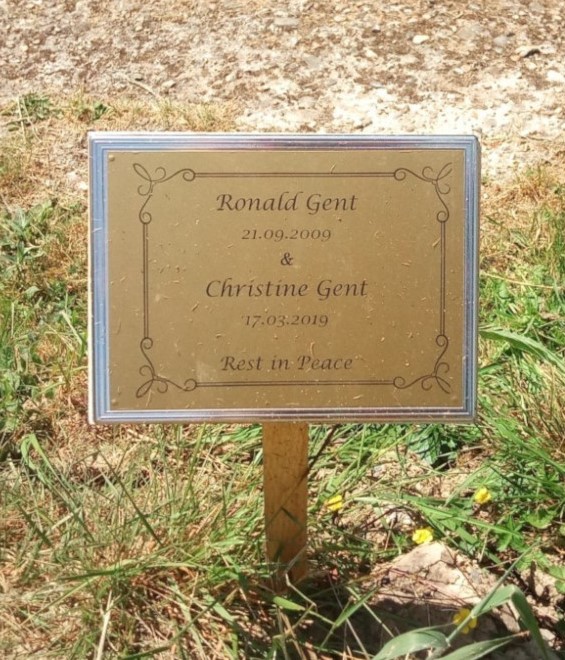 Ronald Gent
21.09.2009
&
Christine Gent
17.03.2019
Rest in Peace